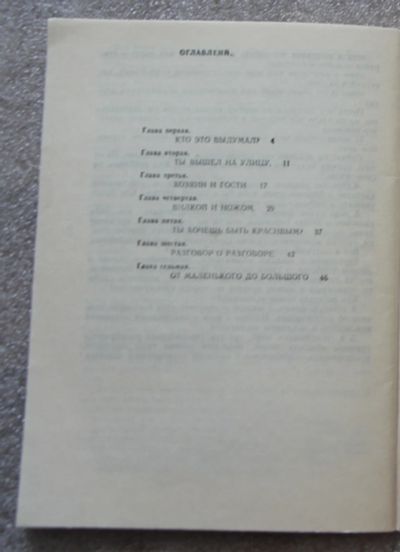 ОГЛАВЛЕНИ
Глава первая.
КТО ЭТО ВЫДУМАЛ? 4
Глава вторая.
ТЫ ВЫШЕЛ НА УЛИЦУ. 11
Глава третья.
ХОЗЯИН И ГОСТИ 17
Глава четвертая.
ВИЛКОЙ И НОЖОМ. 29
Глава пятая.
ТЫ ХОЧЕШЬ БЫТЬ КРАСИВЫМ? 37
Глава шестая.
РАЗГОВОР О РАЗГОВОРЕ 42
Глава седьмая.
ОТ МАЛЕНЬКОГО ДО БОЛЬШОГО 46